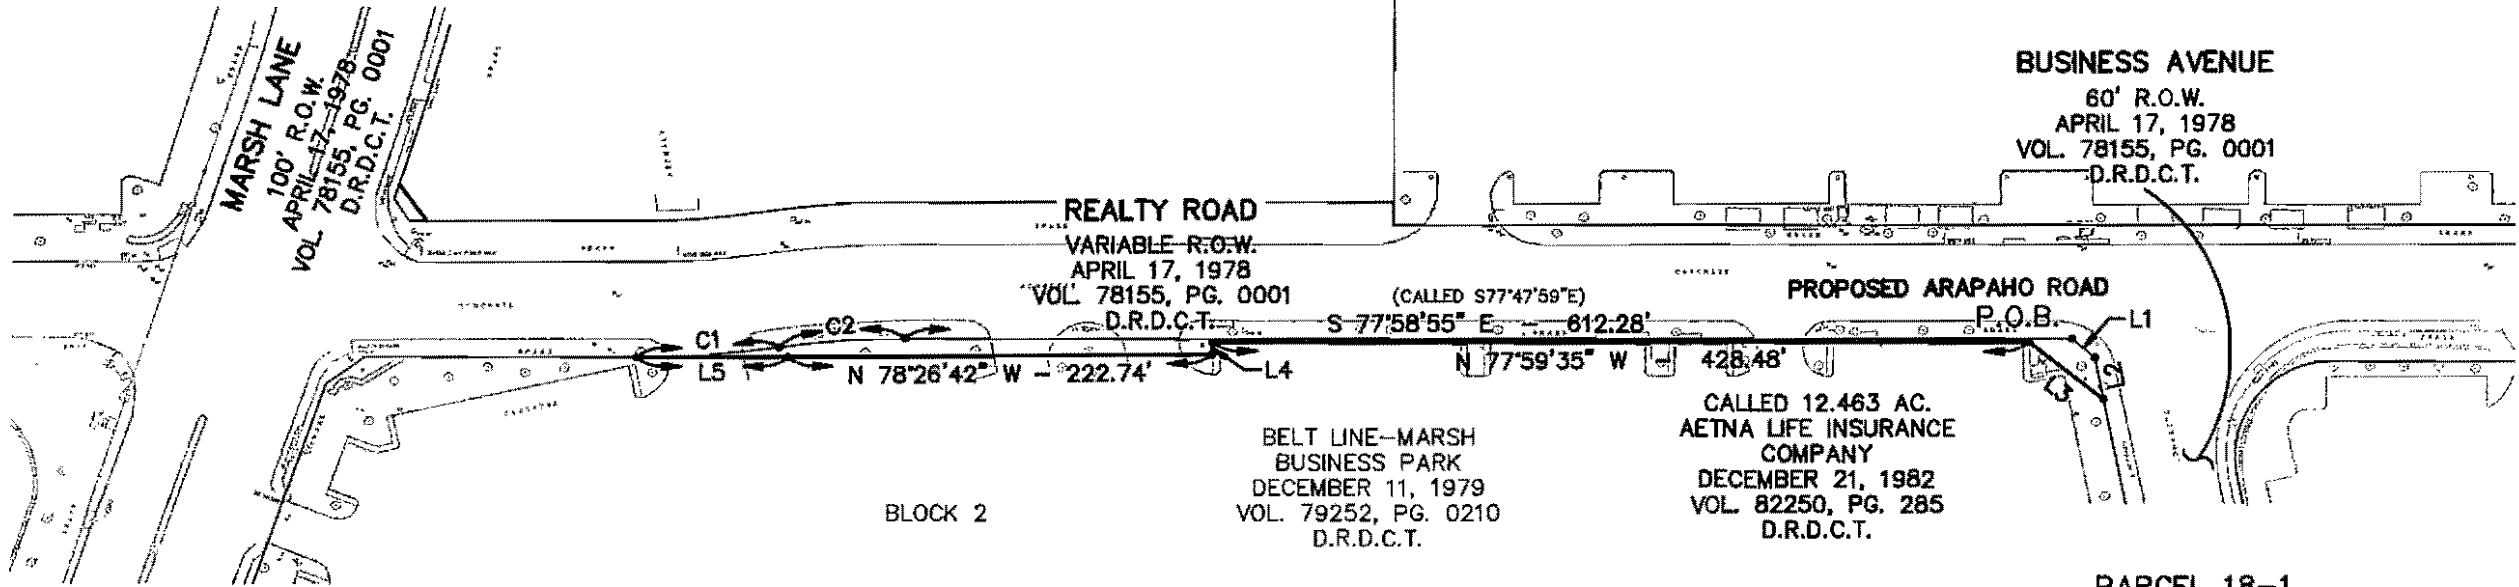 MARSH LANE
100' R.O.W.
APRIL 17, 1978
VOL. 78155, PG. 0001
D.R.D.C.T.
BUSINESS AVENUE
60' R.O.W.
APRIL 17, 1978
VOL. 78155, PG. 0001
D.R.D.C.T.
REALTY ROAD
VARIABLE R.O.W.
APRIL 17, 1978
VOL. 78155, PG. 0001
D.R.D.C.T.
(CALLED S77°47'59"E)
S 77°58'55" E - 612.28'
PROPOSED ARAPAHO ROAD
P.O.B.
L1
C1
C2
L5
N 78°26'42" W - 222.74'
L4
N 77°59'35" W - 428.48'
L2
L3
CALLED 12.463 AC.
AETNA LIFE INSURANCE
COMPANY
DECEMBER 21, 1982
VOL. 82250, PG. 285
D.R.D.C.T.
BELT LINE-MARSH
BUSINESS PARK
DECEMBER 11, 1979
VOL. 79252, PG. 0210
D.R.D.C.T.
BLOCK 2
PARCEL 18-1